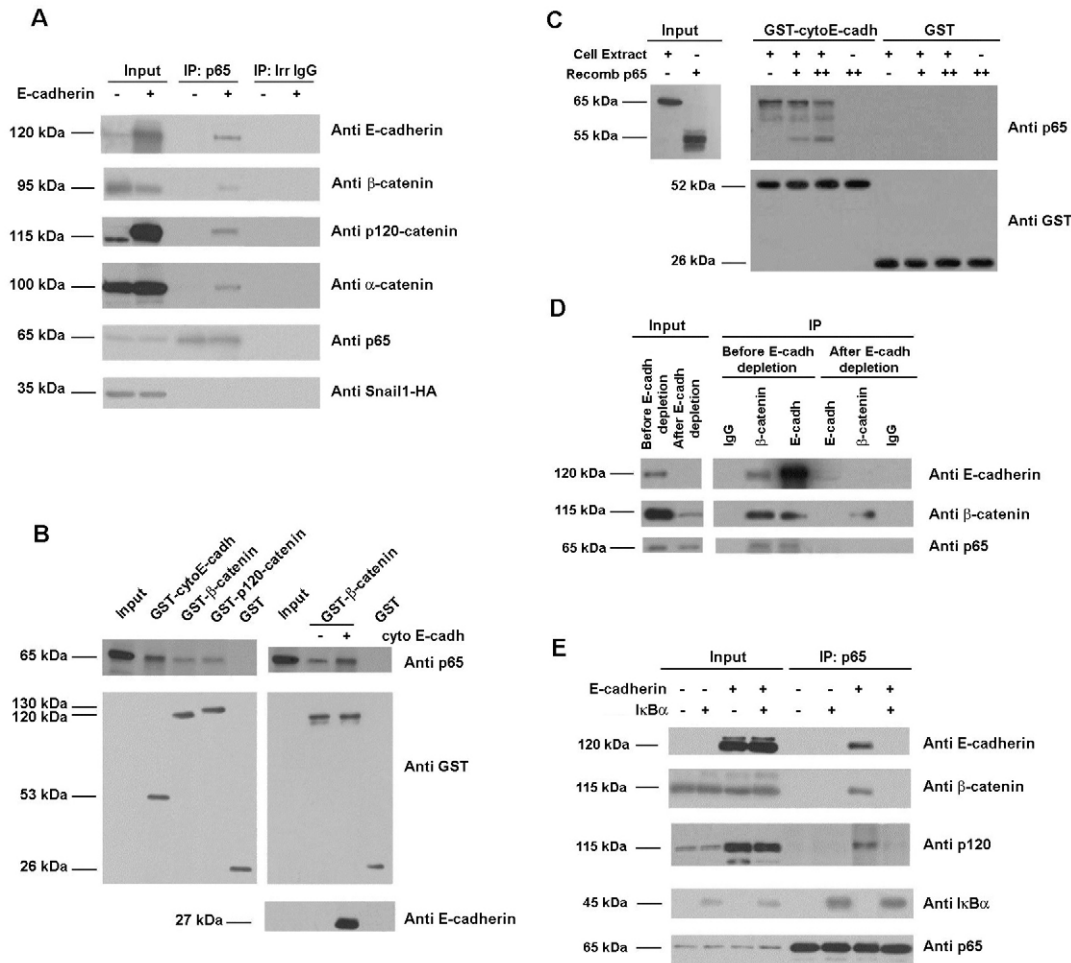 A
Input IP: p65 IP: Irr IgG
E-cadherin - + - + - +
120 kDa Anti E-cadherin
95 kDa Anti β-catenin
115 kDa Anti p120-catenin
100 kDa Anti α-catenin
65 kDa Anti p65
35 kDa Anti Snail1-HA
B
Input GST-cytoE-cadh GST-β-catenin GST-p120-catenin GST Input GST-β-catenin GST
- + cyto E-cadh
65 kDa Anti p65
130 kDa
120 kDa
Anti GST
53 kDa
26 kDa
27 kDa Anti E-cadherin
C
Input GST-cytoE-cadh GST
Cell Extract + - + + + - + + + -
Recomb p65 - + - + ++ ++ - + ++ ++
65 kDa
55 kDa
Anti p65
52 kDa
Anti GST
26 kDa
D
Input IP
Before E-cadh depletion After E-cadh depletion
Before E-cadh depletion After E-cadh depletion IgG β-catenin E-cadh E-cadh β-catenin IgG
120 kDa Anti E-cadherin
115 kDa Anti β-catenin
65 kDa Anti p65
E
Input IP: p65
E-cadherin - - + + - - + +
IκBα - + - + - + - +
120 kDa Anti E-cadherin
115 kDa Anti β-catenin
115 kDa Anti p120
45 kDa Anti IκBα
65 kDa Anti p65